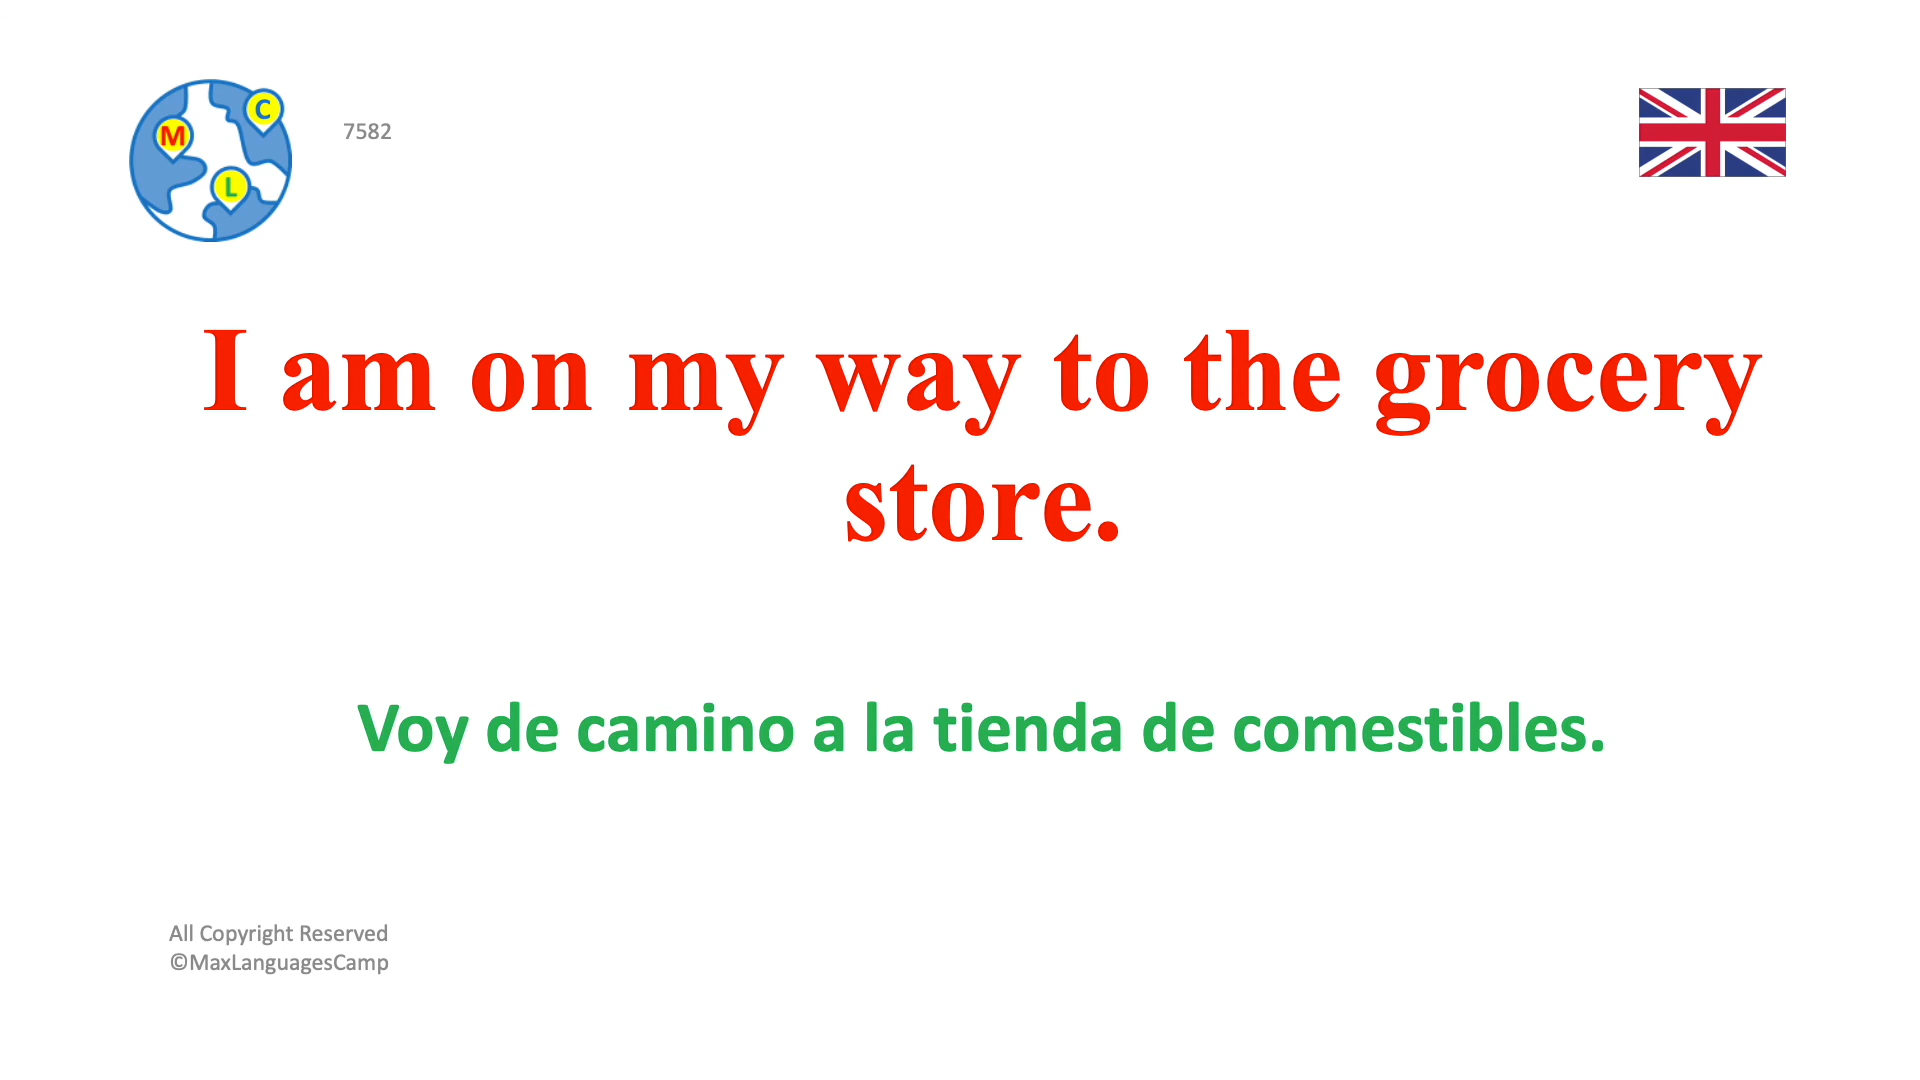 M
C
L
7582
I am on my way to the grocery
store.
Voy de camino a la tienda de comestibles.
All Copyright Reserved
©MaxLanguagesCamp